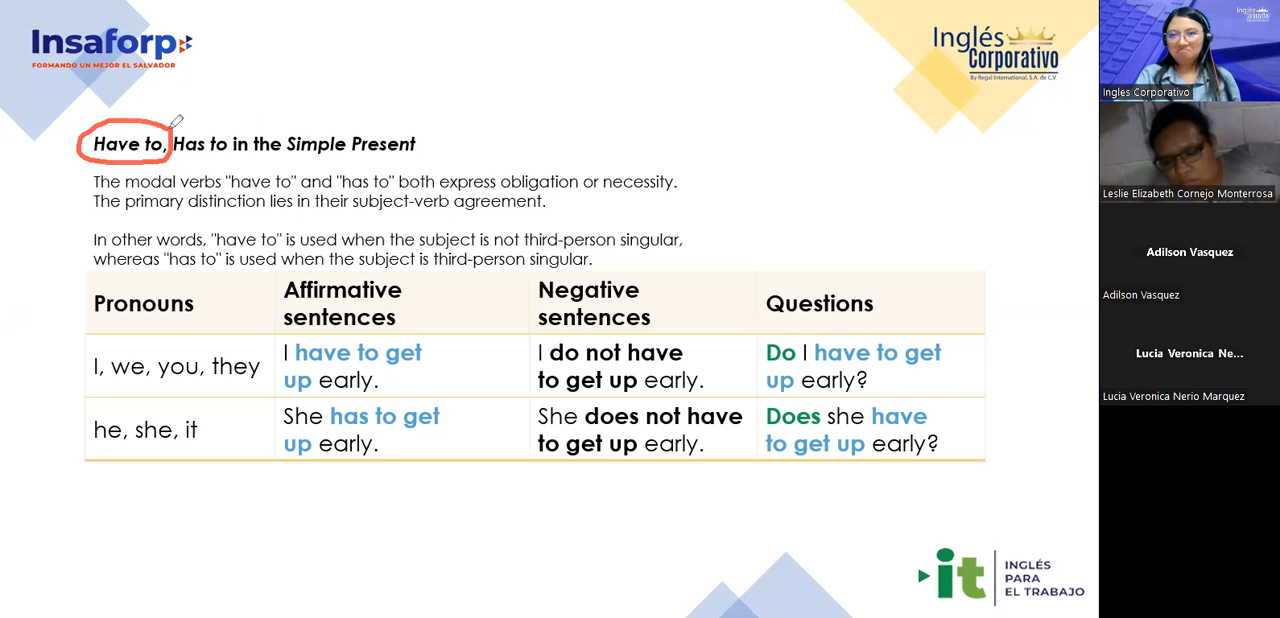 Insaforp
FORMANDO UN MEJOR EL SALVADOR
Inglés
Corporativo
By Regal International, S.A. de C.V
Have to, Has to in the Simple Present
The modal verbs "have to" and "has to" both express obligation or necessity.
The primary distinction lies in their subject-verb agreement.
In other words, "have to" is used when the subject is not third-person singular,
whereas "has to" is used when the subject is third-person singular.
Pronouns
Affirmative
sentences
Negative
sentences
Questions
I, we, you, they
I have to get
up early.
I do not have
to get up early.
Do I have to get
up early?
he, she, it
She has to get
up early.
She does not have
to get up early.
Does she have
to get up early?
it
INGLÉS
PARA
EL TRABAJO
Inglés
Corporativo
Ingles Corporativo
Leslie Elizabeth Cornejo Monterrosa
Adilson Vasquez
Adilson Vasquez
Lucia Veronica Ne...
Lucia Veronica Nerio Marquez